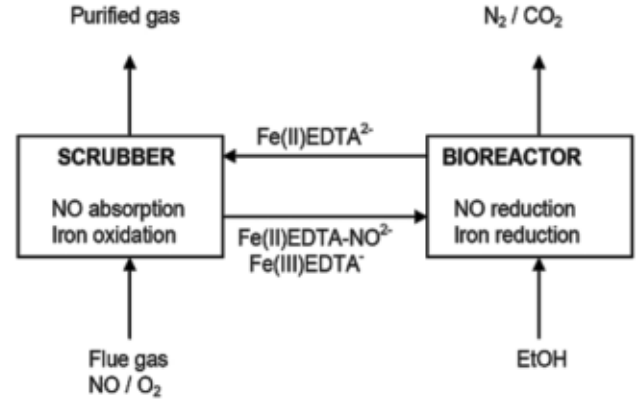 Purified gas
N₂ / CO₂
SCRUBBER
NO absorption
Iron oxidation
Fe(II)EDTA²⁻
Fe(II)EDTA-NO²⁻
Fe(III)EDTA⁻
BIOREACTOR
NO reduction
Iron reduction
Flue gas
NO / O₂
EtOH